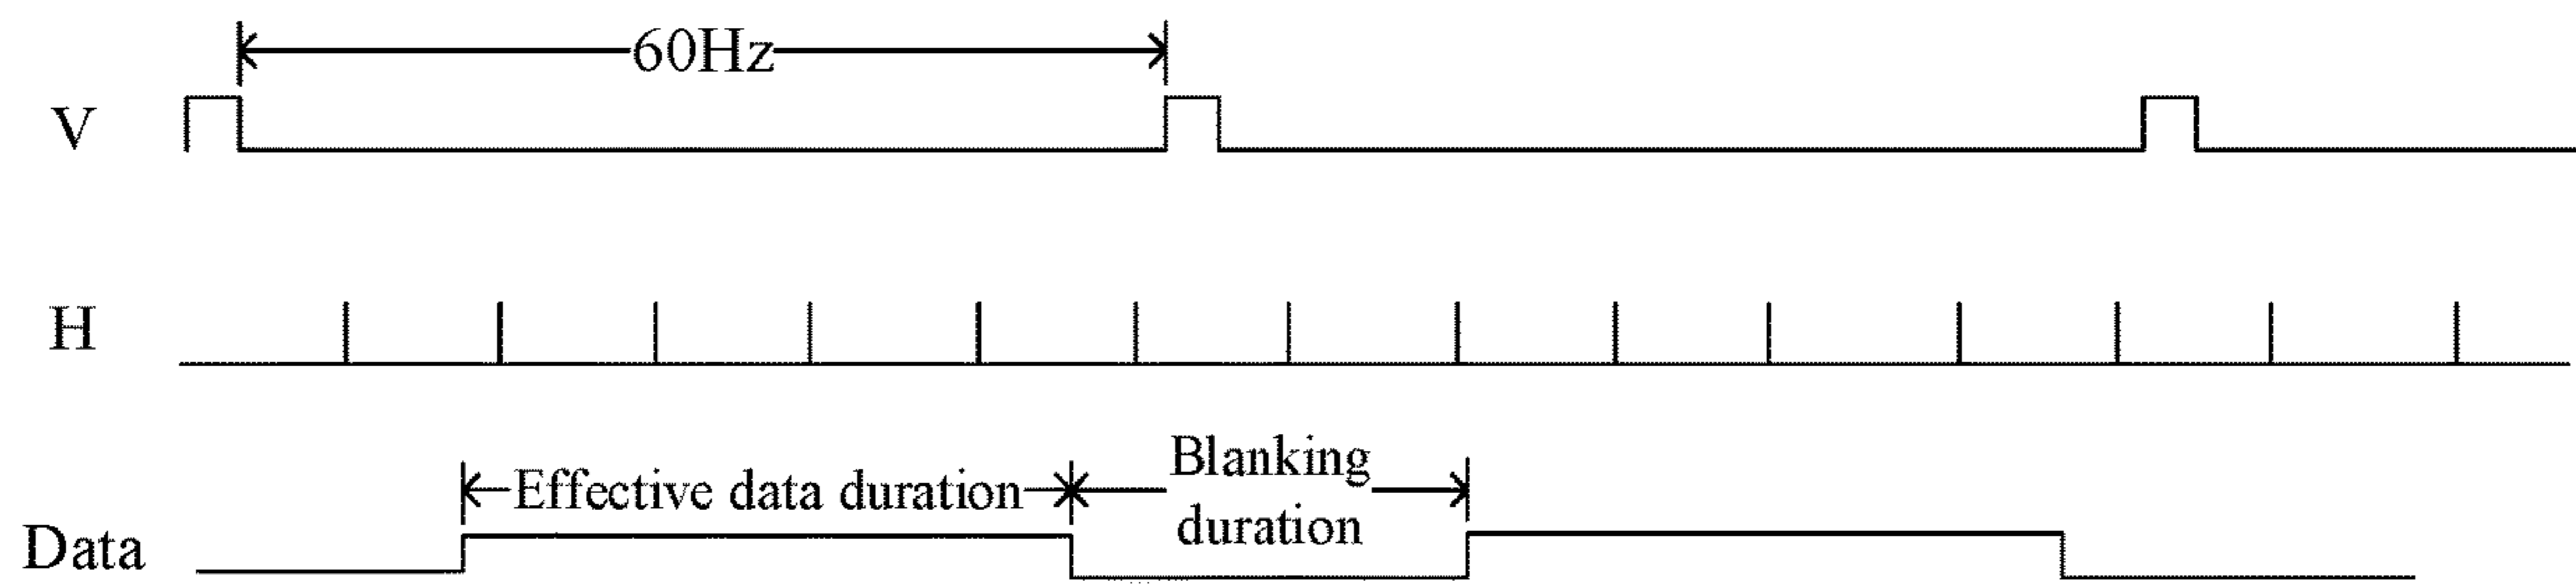 60Hz
V
H
Effective data duration
Blanking
duration
Data